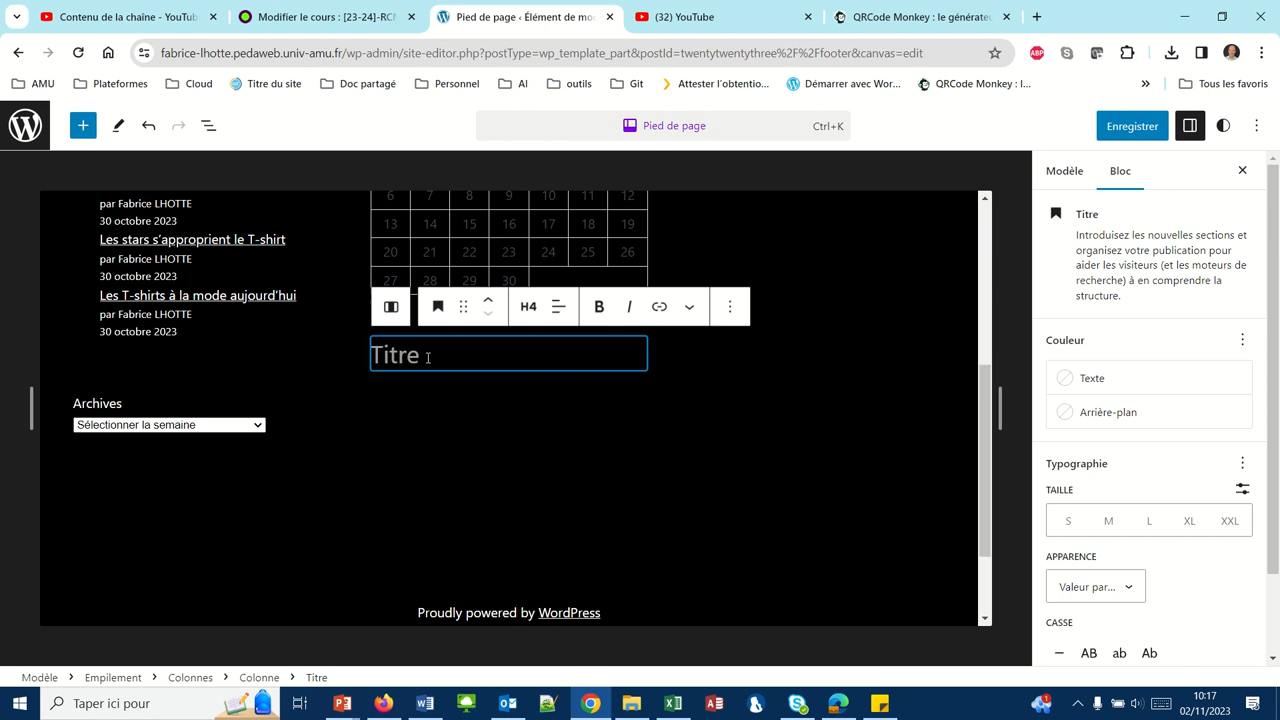 Contenu de la chaîne - YouTub
Modifier le cours : [23-24]-RCM
Pied de page ‹ Élément de mo
(32) YouTube
QRCode Monkey : le générateu
fabrice-lhotte.pedaweb.univ-amu.fr/wp-admin/site-editor.php?postType=wp_template_part&postId=twentytwentythree%2F%2Ffooter&canvas=edit
ABP
AMU
Plateformes
Cloud
Titre du site
Doc partagé
Personnel
AI
outils
Git
Attester l'obtentio...
Démarrer avec Wor...
QRCode Monkey : l...
»
Tous les favoris
Pied de page
Ctrl+K
Enregistrer
Modèle
Bloc
Titre
Introduisez les nouvelles sections et
organisez votre publication pour
aider les visiteurs (et les moteurs de
recherche) à en comprendre la
structure.
Couleur
Texte
Arrière-plan
Typographie
TAILLE
S M L XL XXL
APPARENCE
Valeur par...
CASSE
— AB ab Ab
par Fabrice LHOTTE
30 octobre 2023
Les stars s'approprient le T-shirt
par Fabrice LHOTTE
30 octobre 2023
Les T-shirts à la mode aujourd'hui
par Fabrice LHOTTE
30 octobre 2023
6 7 8 9 10 11 12
13 14 15 16 17 18 19
20 21 22 23 24 25 26
27 28 29 30
H4
B I
Titre
Archives
Sélectionner la semaine
Proudly powered by WordPress
Modèle > Empilement > Colonnes > Colonne > Titre
Taper ici pour
10:17
02/11/2023